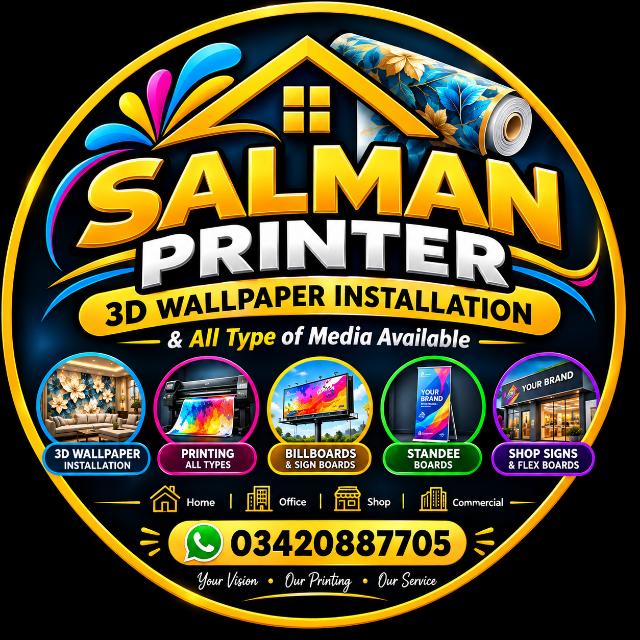 SALMAN
PRINTER
3D WALLPAPER INSTALLATION
& All Type of Media Available
YOUR BRAND
YOUR BRAND
3D WALLPAPER INSTALLATION
PRINTING ALL TYPES
BILLBOARDS & SIGN BOARDS
STANDEE BOARDS
SHOP SIGNS & FLEX BOARDS
Home | Office | Shop | Commercial
03420887705
Your Vision • Our Printing • Our Service